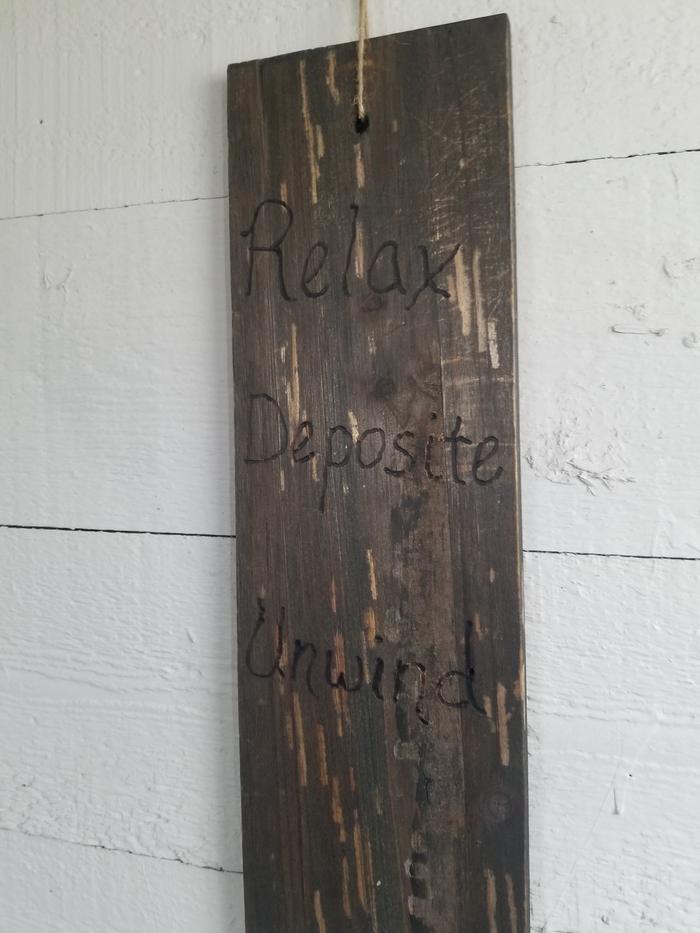 Relax
Deposite
Unwind